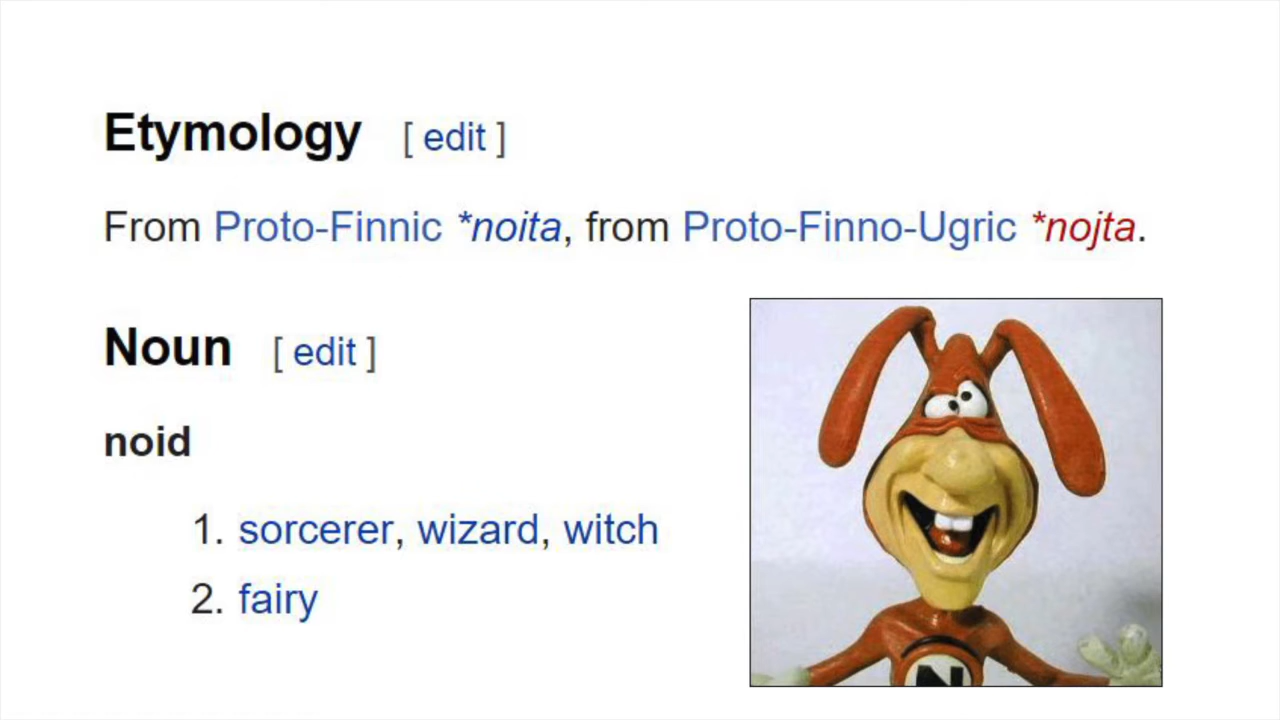 Etymology [ edit ]
From Proto-Finnic *noita, from Proto-Finno-Ugric *nojta.
Noun [ edit ]
noid
1. sorcerer, wizard, witch
2. fairy
N